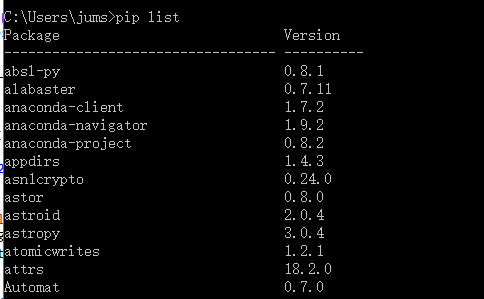 C:\Users\jums>pip list
Package Version
---------------------------------- ----------
absl-py 0.8.1
alabaster 0.7.11
anaconda-client 1.7.2
anaconda-navigator 1.9.2
anaconda-project 0.8.2
appdirs 1.4.3
asn1crypto 0.24.0
astor 0.8.0
astroid 2.0.4
astropy 3.0.4
atomicwrites 1.2.1
attrs 18.2.0
Automat 0.7.0